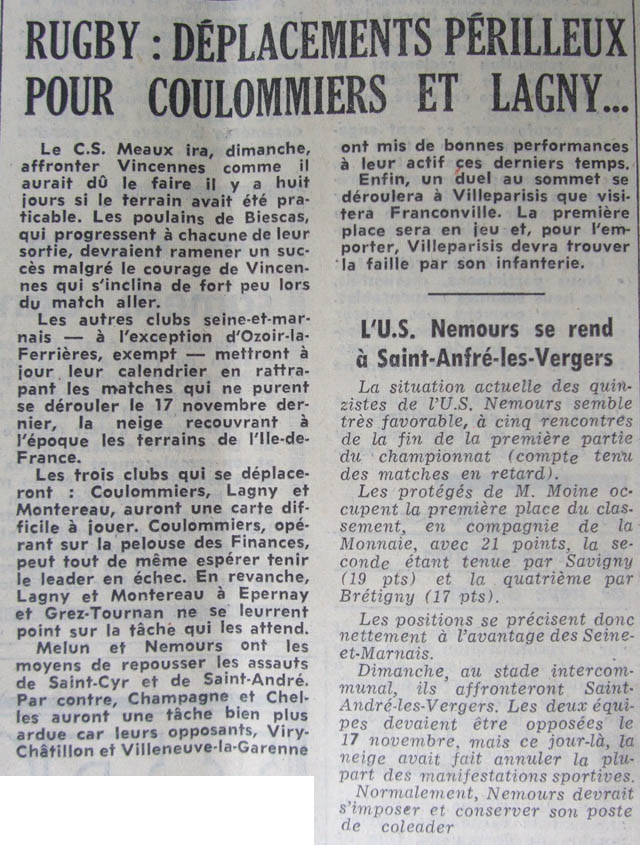 RUGBY : DÉPLACEMENTS PÉRILLEUX
POUR COULOMMIERS ET LAGNY...
Le C.S. Meaux ira, dimanche,
affronter Vincennes comme il
aurait dû le faire il y a huit
jours si le terrain avait été pra-
ticable. Les poulains de Biescas,
qui progressent à chacune de leur
sortie, devraient ramener un suc-
cès malgré le courage de Vincen-
nes qui s'inclina de fort peu lors
du match aller.
Les autres clubs seine-et-mar-
nais — à l'exception d'Ozoir-la-
Ferrières, exempt — mettront à
jour leur calendrier en rattra-
pant les matches qui ne purent
se dérouler le 17 novembre der-
nier, la neige recouvrant à
l'époque les terrains de l'Ile-de-
France.
Les trois clubs qui se déplace-
ront : Coulommiers, Lagny et
Montereau, auront une carte dif-
ficile à jouer. Coulommiers, opé-
rant sur la pelouse des Finances,
peut tout de même espérer tenir
le leader en échec. En revanche,
Lagny et Montereau à Epernay
et Grez-Tournan ne se leurrent
point sur la tâche qui les attend.
Melun et Nemours ont les
moyens de repousser les assauts
de Saint-Cyr et de Saint-André.
Par contre, Champagne et Chel-
les auront une tâche bien plus
ardue car leurs opposants, Viry-
Châtillon et Villeneuve-la-Garenne
ont mis de bonnes performances
à leur actif ces derniers temps.
Enfin, un duel au sommet se
déroulera à Villeparisis que visi-
tera Franconville. La première
place sera en jeu et, pour l'em-
porter, Villeparisis devra trouver
la faille par son infanterie.
L'U.S. Nemours se rend
à Saint-Anfré-les-Vergers
La situation actuelle des quin-
zistes de l'U.S. Nemours semble
très favorable, à cinq rencontres
de la fin de la première partie
du championnat (compte tenu
des matches en retard).
Les protégés de M. Moine oc-
cupent la première place du clas-
sement, en compagnie de la
Monnaie, avec 21 points, la se-
conde étant tenue par Savigny
(19 pts) et la quatrième par
Brétigny (17 pts).
Les positions se précisent donc
nettement à l'avantage des Seine-
et-Marnais.
Dimanche, au stade intercom-
munal, ils affronteront Saint-
André-les-Vergers. Les deux équi-
pes devaient être opposées le
17 novembre, mais ce jour-là, la
neige avait fait annuler la plu-
part des manifestations sportives.
Normalement, Nemours devrait
s'imposer et conserver son poste
de coleader